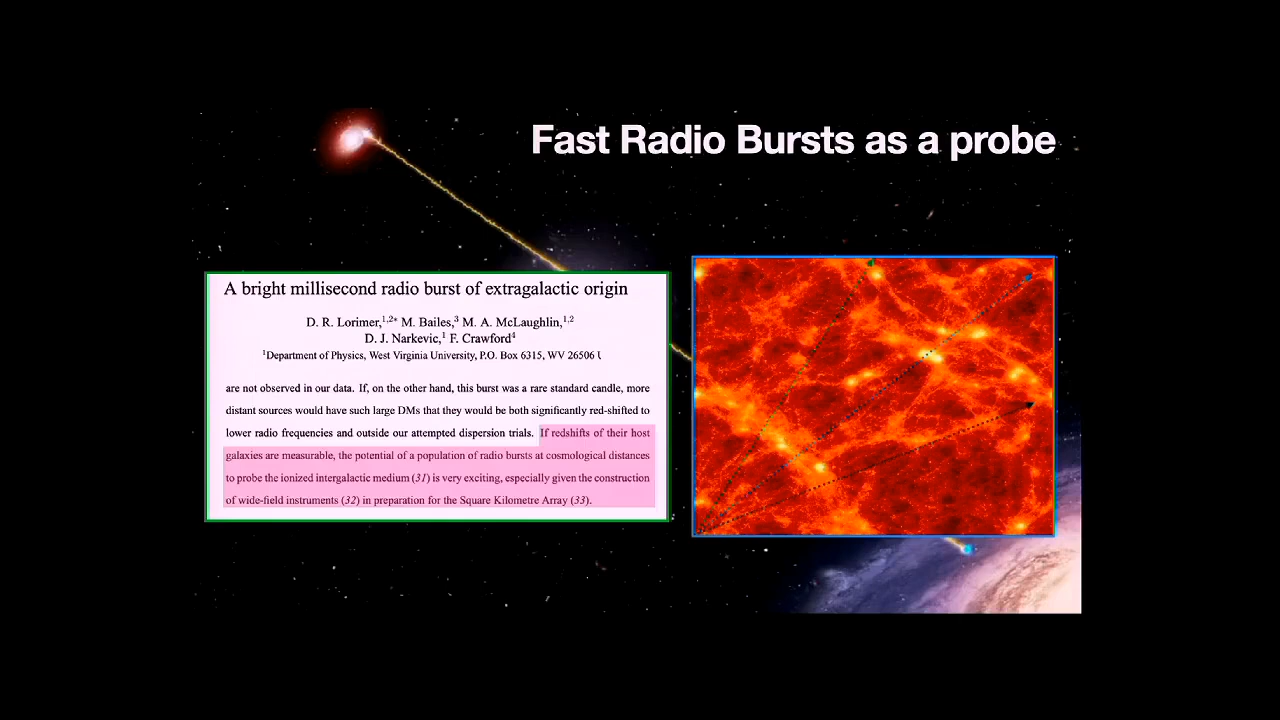 Fast Radio Bursts as a probe
A bright millisecond radio burst of extragalactic origin
D. R. Lorimer,1,2* M. Bailes,3 M. A. McLaughlin,1,2
D. J. Narkevic,1 F. Crawford4
1Department of Physics, West Virginia University, P.O. Box 6315, WV 26506
are not observed in our data. If, on the other hand, this burst was a rare standard candle, more
distant sources would have such large DMs that they would be both significantly red-shifted to
lower radio frequencies and outside our attempted dispersion trials. If redshifts of their host
galaxies are measurable, the potential of a population of radio bursts at cosmological distances
to probe the ionized intergalactic medium (31) is very exciting, especially given the construction
of wide-field instruments (32) in preparation for the Square Kilometre Array (33).